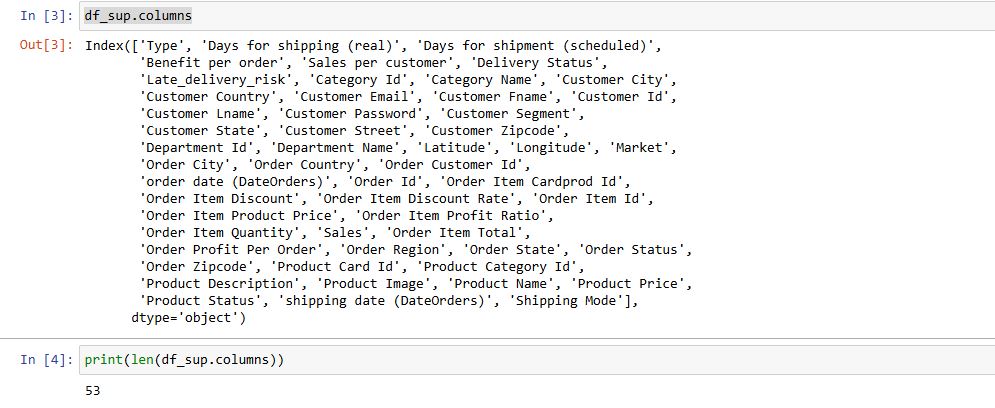 In [3]: df_sup.columns
Out[3]: Index(['Type', 'Days for shipping (real)', 'Days for shipment (scheduled)',
'Benefit per order', 'Sales per customer', 'Delivery Status',
'Late_delivery_risk', 'Category Id', 'Category Name', 'Customer City',
'Customer Country', 'Customer Email', 'Customer Fname', 'Customer Id',
'Customer Lname', 'Customer Password', 'Customer Segment',
'Customer State', 'Customer Street', 'Customer Zipcode',
'Department Id', 'Department Name', 'Latitude', 'Longitude', 'Market',
'Order City', 'Order Country', 'Order Customer Id',
'order date (DateOrders)', 'Order Id', 'Order Item Cardprod Id',
'Order Item Discount', 'Order Item Discount Rate', 'Order Item Id',
'Order Item Product Price', 'Order Item Profit Ratio',
'Order Item Quantity', 'Sales', 'Order Item Total',
'Order Profit Per Order', 'Order Region', 'Order State', 'Order Status',
'Order Zipcode', 'Product Card Id', 'Product Category Id',
'Product Description', 'Product Image', 'Product Name', 'Product Price',
'Product Status', 'shipping date (DateOrders)', 'Shipping Mode'],
dtype='object')
In [4]: print(len(df_sup.columns))
53